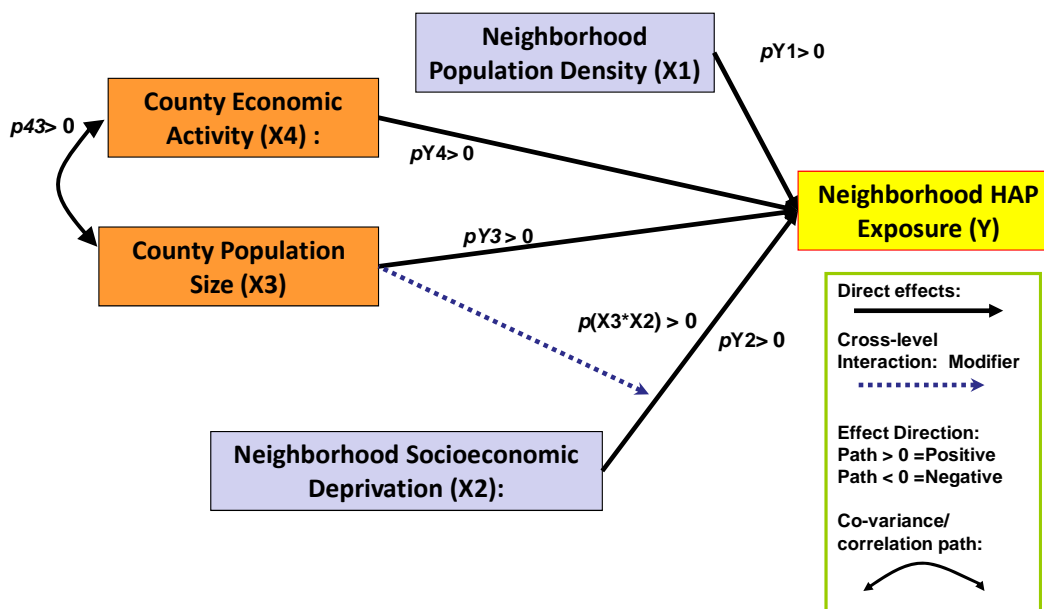 Neighborhood
Population Density (X1)
pY1> 0
County Economic
Activity (X4) :
p43> 0
pY4> 0
Neighborhood HAP
Exposure (Y)
County Population
Size (X3)
pY3 > 0
p(X3*X2) > 0
pY2> 0
Neighborhood Socioeconomic
Deprivation (X2):
Direct effects:
Cross-level
Interaction: Modifier
Effect Direction:
Path > 0 =Positive
Path < 0 =Negative
Co-variance/
correlation path: